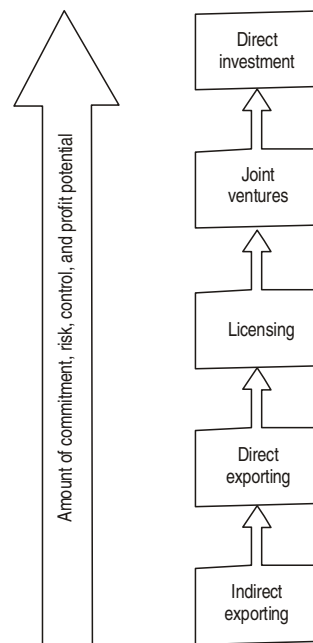 Amount of commitment, risk, control, and profit potential
Direct
investment
Joint
ventures
Licensing
Direct
exporting
Indirect
exporting